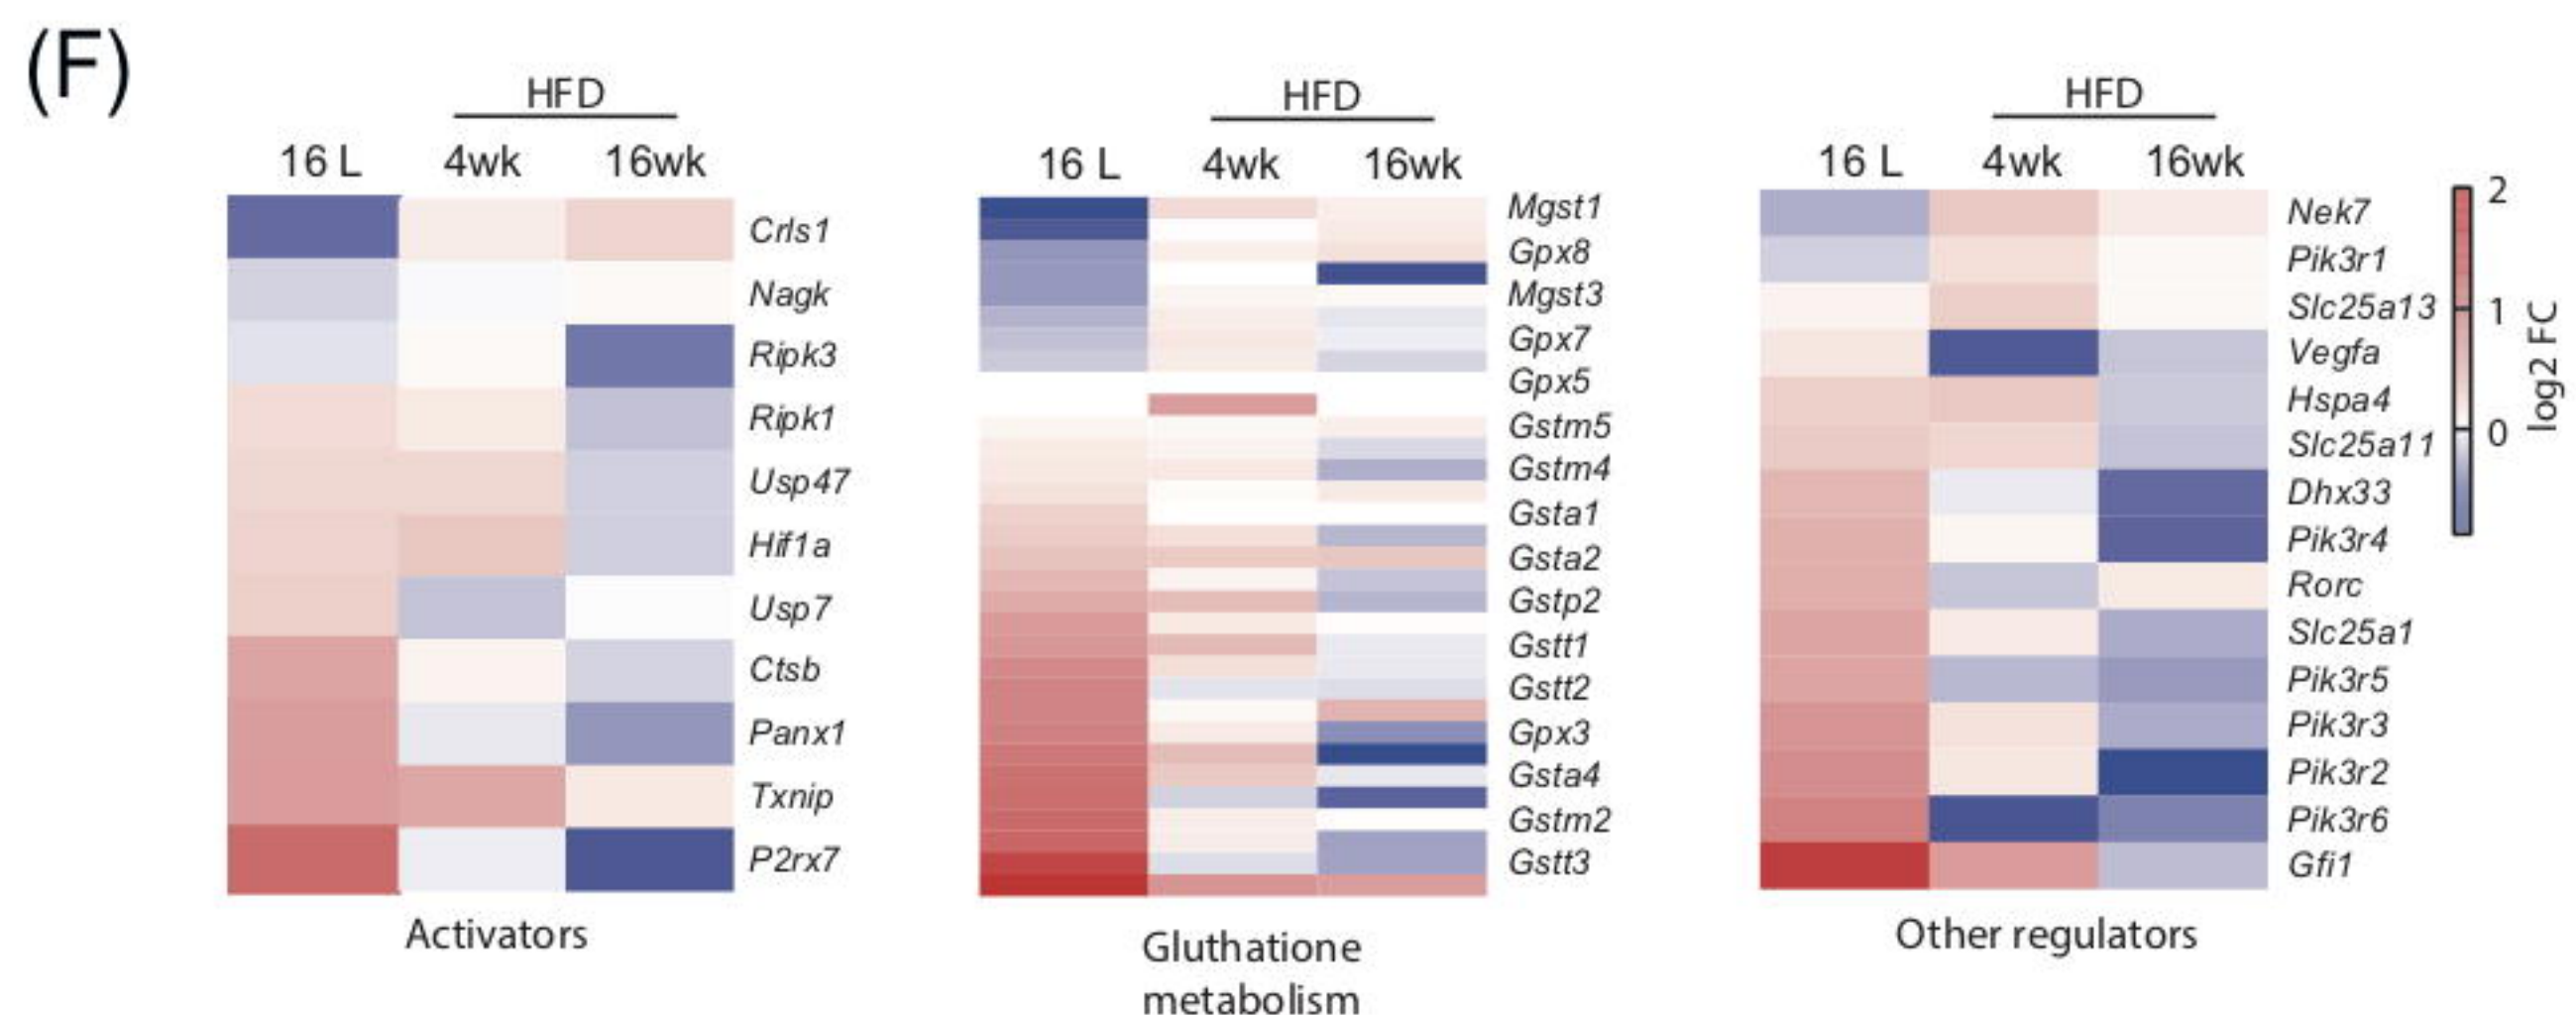 (F)
HFD
16 L 4wk 16wk
Crls1
Nagk
Ripk3
Ripk1
Usp47
Hif1a
Usp7
Ctsb
Panx1
Txnip
P2rx7
Activators
HFD
16 L 4wk 16wk
Mgst1
Gpx8
Mgst3
Gpx7
Gpx5
Gstm5
Gstm4
Gsta1
Gsta2
Gstp2
Gstt1
Gstt2
Gpx3
Gsta4
Gstm2
Gstt3
Gluthatione
metabolism
HFD
16 L 4wk 16wk
Nek7
Pik3r1
Slc25a13
Vegfa
Hspa4
Slc25a11
Dhx33
Pik3r4
Rorc
Slc25a1
Pik3r5
Pik3r3
Pik3r2
Pik3r6
Gfi1
Other regulators
2
1
0
log2 FC